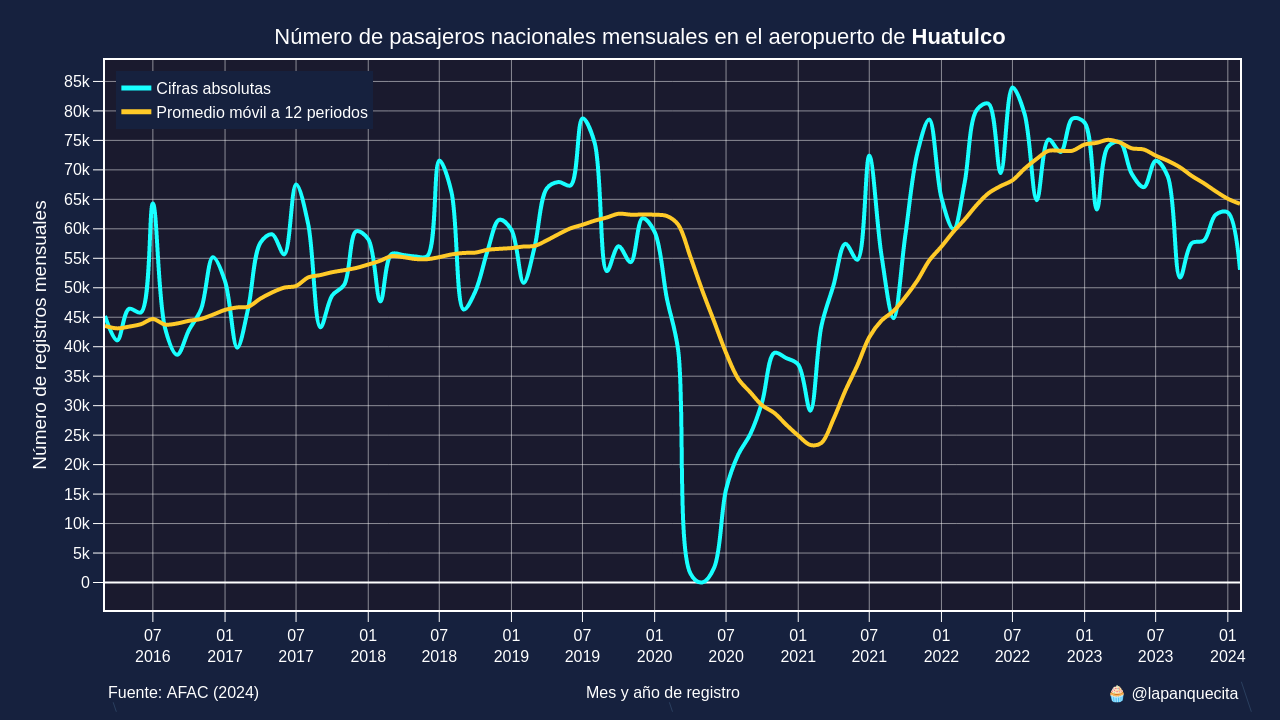 Número de pasajeros nacionales mensuales en el aeropuerto de Huatulco
Cifras absolutas
Promedio móvil a 12 periodos
Número de registros mensuales
85k
80k
75k
70k
65k
60k
55k
50k
45k
40k
35k
30k
25k
20k
15k
10k
5k
0
07 01 07 01 07 01 07 01 07 01 07 01 07 01 07 01
2016 2017 2017 2018 2018 2019 2019 2020 2020 2021 2021 2022 2022 2023 2023 2024
Fuente: AFAC (2024)
Mes y año de registro
🧁 @lapanquecita